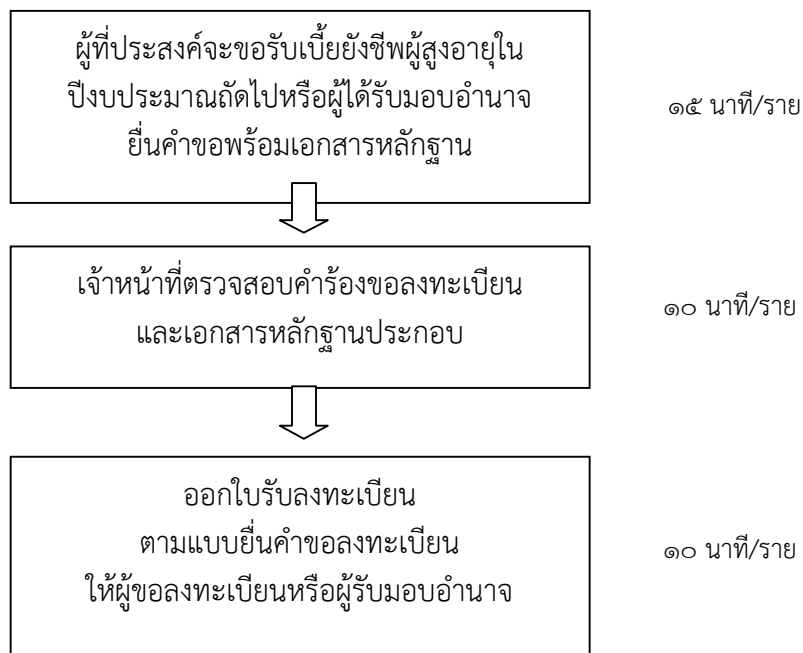 ผู้ที่ประสงค์จะขอรับเบี้ยยังชีพผู้สูงอายุใน
ปีงบประมาณถัดไปหรือผู้ได้รับมอบอำนาจ
ยื่นคำขอพร้อมเอกสารหลักฐาน
๑๕ นาที/ราย
เจ้าหน้าที่ตรวจสอบคำร้องขอลงทะเบียน
และเอกสารหลักฐานประกอบ
๑๐ นาที/ราย
ออกใบรับลงทะเบียน
ตามแบบยื่นคำขอลงทะเบียน
ให้ผู้ขอลงทะเบียนหรือผู้รับมอบอำนาจ
๑๐ นาที/ราย